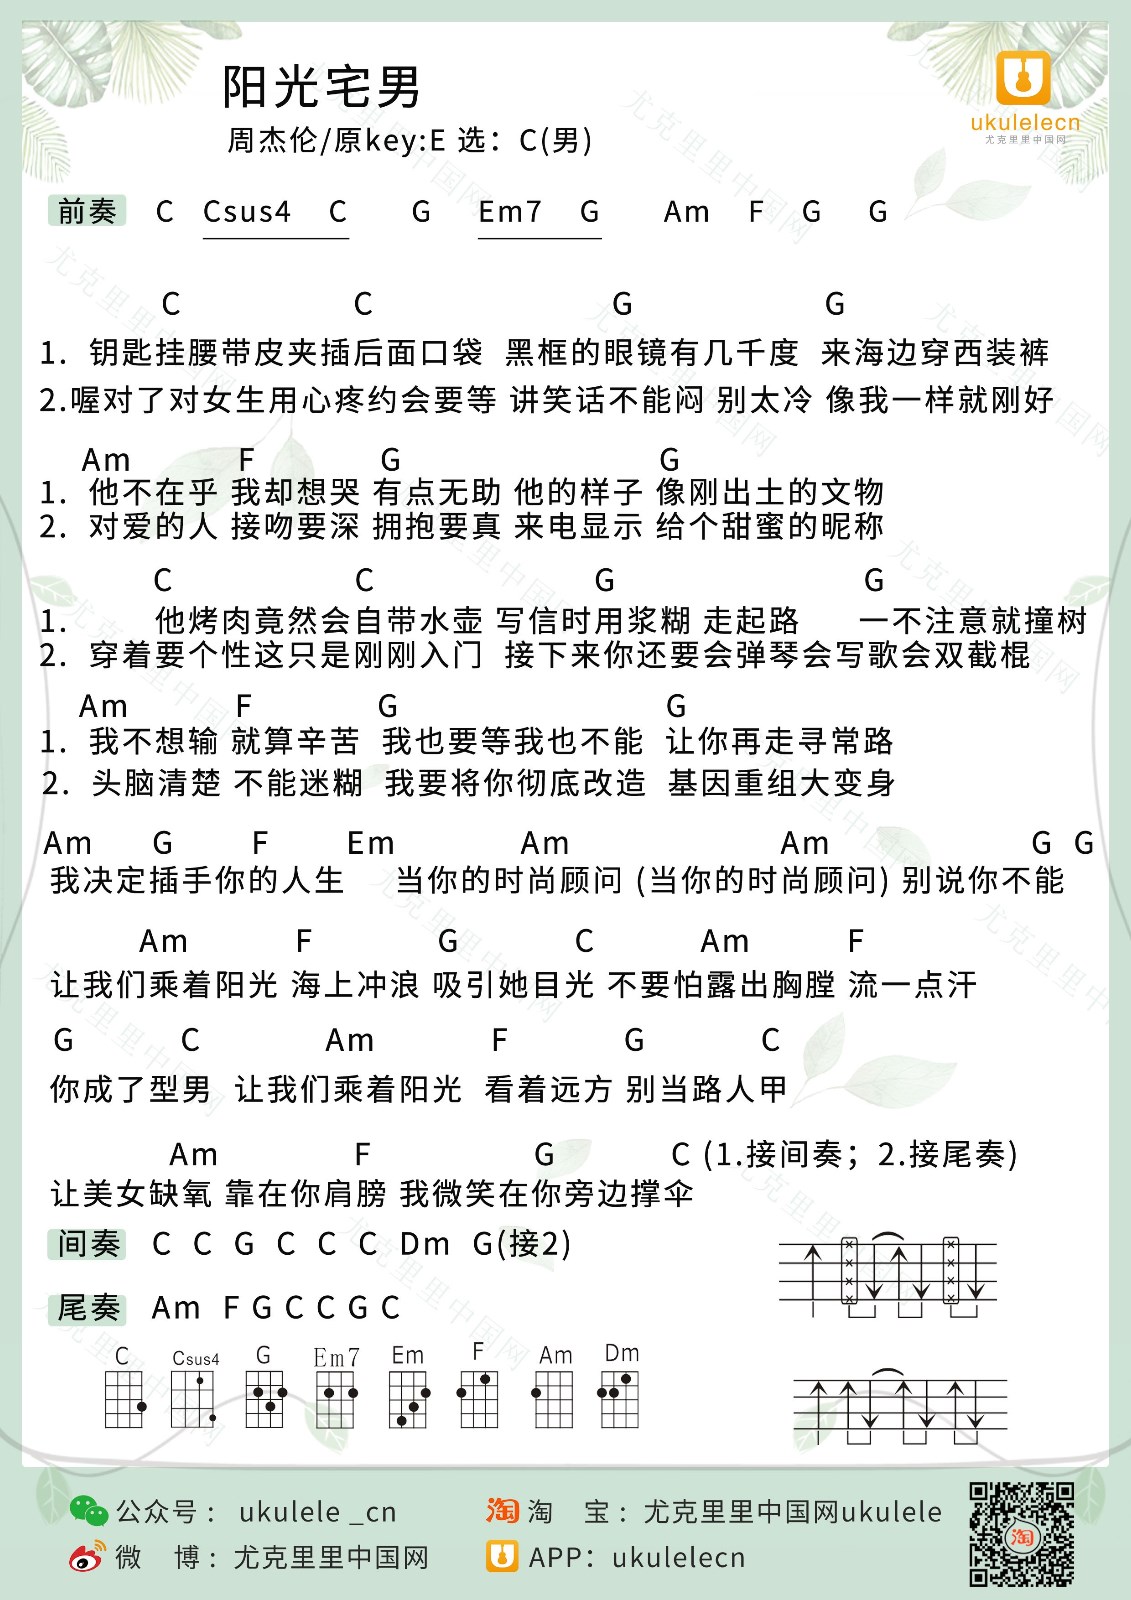 阳光宅男
周杰伦/原key:E 选：C(男)
ukulelecn
尤克里里中国网
前奏 C Csus4 C G Em7 G Am F G G
C C G G
1. 钥匙挂腰带皮夹插后面口袋 黑框的眼镜有几千度 来海边穿西装裤
2.喔对了对女生用心疼约会要等 讲笑话不能闷 别太冷 像我一样就刚好
Am F G G
1. 他不在乎 我却想哭 有点无助 他的样子 像刚出土的文物
2. 对爱的人 接吻要深 拥抱要真 来电显示 给个甜蜜的昵称
C C G G
1. 他烤肉竟然会自带水壶 写信时用浆糊 走起路 一不注意就撞树
2. 穿着要个性这只是刚刚入门 接下来你还要会弹琴会写歌会双截棍
Am F G G
1. 我不想输 就算辛苦 我也要等我也不能 让你再走寻常路
2. 头脑清楚 不能迷糊 我要将你彻底改造 基因重组大变身
Am G F Em Am Am G G
我决定插手你的人生 当你的时尚顾问 (当你的时尚顾问) 别说你不能
Am F G C Am F
让我们乘着阳光 海上冲浪 吸引她目光 不要怕露出胸膛 流一点汗
G C Am F G C
你成了型男 让我们乘着阳光 看着远方 别当路人甲
Am F G C (1.接间奏；2.接尾奏)
让美女缺氧 靠在你肩膀 我微笑在你旁边撑伞
间奏 C C G C C C Dm G(接2)
尾奏 Am F G C C G C
C Csus4 G Em7 Em F Am Dm
公众号： ukulele _cn
淘 淘 宝：尤克里里中国网ukulele
微 博：尤克里里中国网
APP：ukulelecn
淘
尤克里里中国网